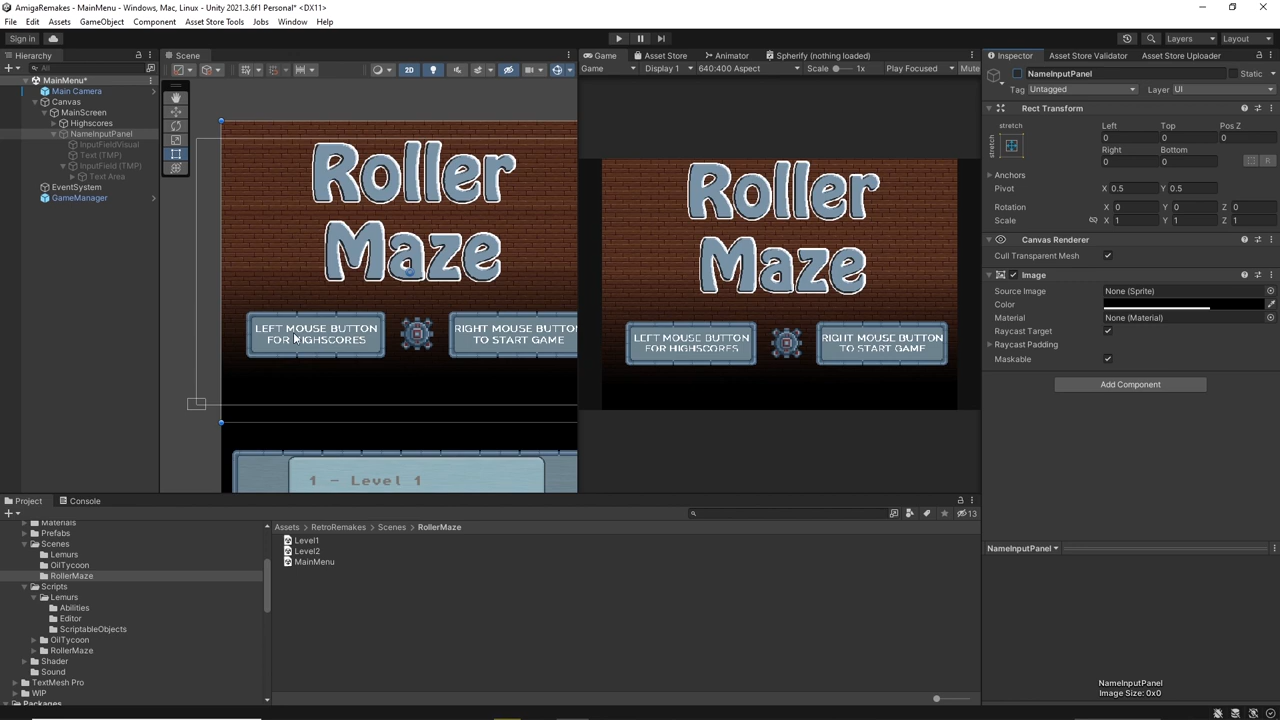 AmigaRemakes - MainMenu - Windows, Mac, Linux - Unity 2021.3.6f1 Personal* <DX11>
File Edit Assets GameObject Component Asset Store Tools Jobs Window Help
Sign in Layers Layout
Hierarchy
All
MainMenu*
Main Camera
Canvas
MainScreen
Highscores
NameInputPanel
InputFieldVisual
Text (TMP)
InputField (TMP)
Text Area
EventSystem
GameManager
Scene
2D
Roller
Maze
LEFT MOUSE BUTTON
FOR HIGHSCORES
RIGHT MOUSE BUTTON
TO START GAME
1 - Level 1
Game Asset Store Animator Spherify (nothing loaded)
Game Display 1 640:400 Aspect Scale 1x Play Focused Mute
Roller
Maze
LEFT MOUSE BUTTON
FOR HIGHSCORES
RIGHT MOUSE BUTTON
TO START GAME
Inspector Asset Store Validator Asset Store Uploader
NameInputPanel Static
Tag Untagged Layer UI
Rect Transform
stretch Left Top Pos Z
stretch 0 0 0
Right Bottom
0 0 R
Anchors
Pivot X 0.5 Y 0.5
Rotation X 0 Y 0 Z 0
Scale X 1 Y 1 Z 1
Canvas Renderer
Cull Transparent Mesh
Image
Source Image None (Sprite)
Color
Material None (Material)
Raycast Target
Raycast Padding
Maskable
Add Component
NameInputPanel
NameInputPanel
Image Size: 0x0
Project Console
13
Materials
Prefabs
Scenes
Lemurs
OilTycoon
RollerMaze
Scripts
Lemurs
Abilities
Editor
ScriptableObjects
OilTycoon
RollerMaze
Shader
Sound
TextMesh Pro
WIP
Packages
Assets > RetroRemakes > Scenes > RollerMaze
Level1
Level2
MainMenu